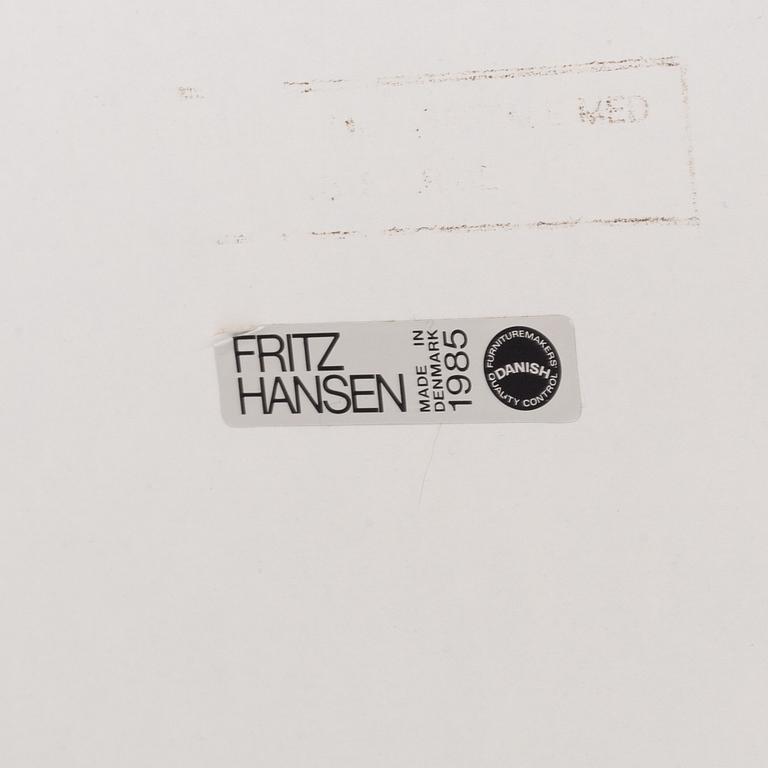 MED
FRITZ
HANSEN
MADE IN
DENMARK
1985
FURNITUREMAKERS'
DANISH
QUALITY CONTROL